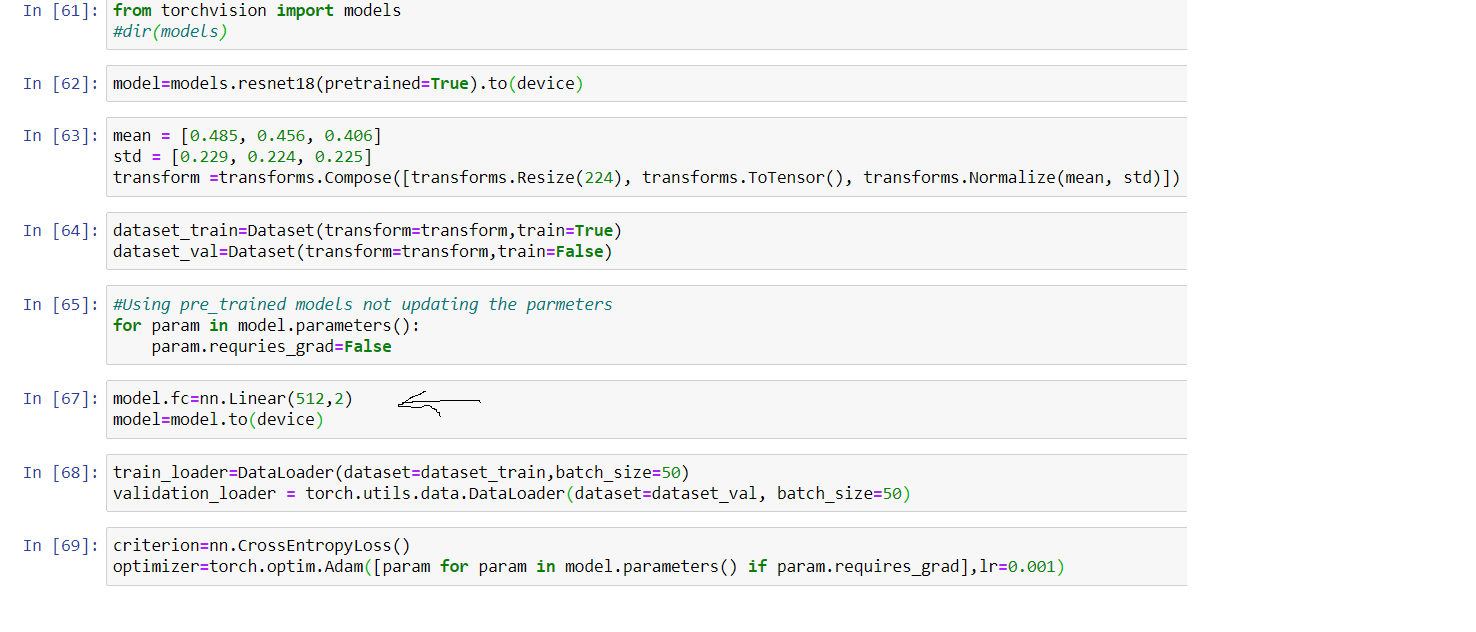 In [61]: from torchvision import models
#dir(models)
In [62]: model=models.resnet18(pretrained=True).to(device)
In [63]: mean = [0.485, 0.456, 0.406]
std = [0.229, 0.224, 0.225]
transform =transforms.Compose([transforms.Resize(224), transforms.ToTensor(), transforms.Normalize(mean, std)])
In [64]: dataset_train=Dataset(transform=transform,train=True)
dataset_val=Dataset(transform=transform,train=False)
In [65]: #Using pre_trained models not updating the parmeters
for param in model.parameters():
    param.requries_grad=False
In [67]: model.fc=nn.Linear(512,2)
model=model.to(device)
In [68]: train_loader=DataLoader(dataset=dataset_train,batch_size=50)
validation_loader = torch.utils.data.DataLoader(dataset=dataset_val, batch_size=50)
In [69]: criterion=nn.CrossEntropyLoss()
optimizer=torch.optim.Adam([param for param in model.parameters() if param.requires_grad],lr=0.001)